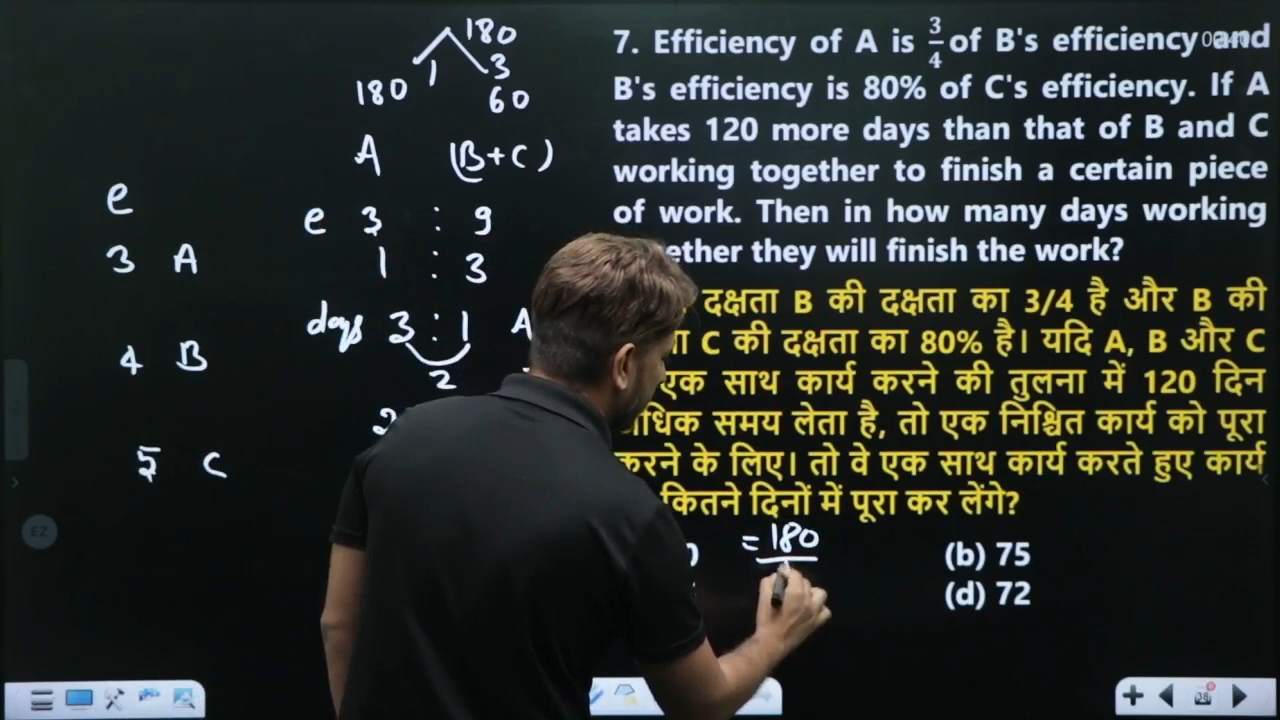 7. Efficiency of A is 3/4 of B's efficiency and
B's efficiency is 80% of C's efficiency. If A
takes 120 more days than that of B and C
working together to finish a certain piece
of work. Then in how many days working
ether they will finish the work?
दक्षता B की दक्षता का 3/4 है और B की
C की दक्षता का 80% है। यदि A, B और C
एक साथ कार्य करने की तुलना में 120 दिन
धिक समय लेता है, तो एक निश्चित कार्य को पूरा
करने के लिए। तो वे एक साथ कार्य करते हुए कार्य
कितने दिनों में पूरा कर लेंगे?
(b) 75
(d) 72
= 180
180
1 3
180 60
A (B+C)
e 3 : 9
1 : 3
days 3 : 1 A
2
2
e
3 A
4 B
5 C
EZ
38